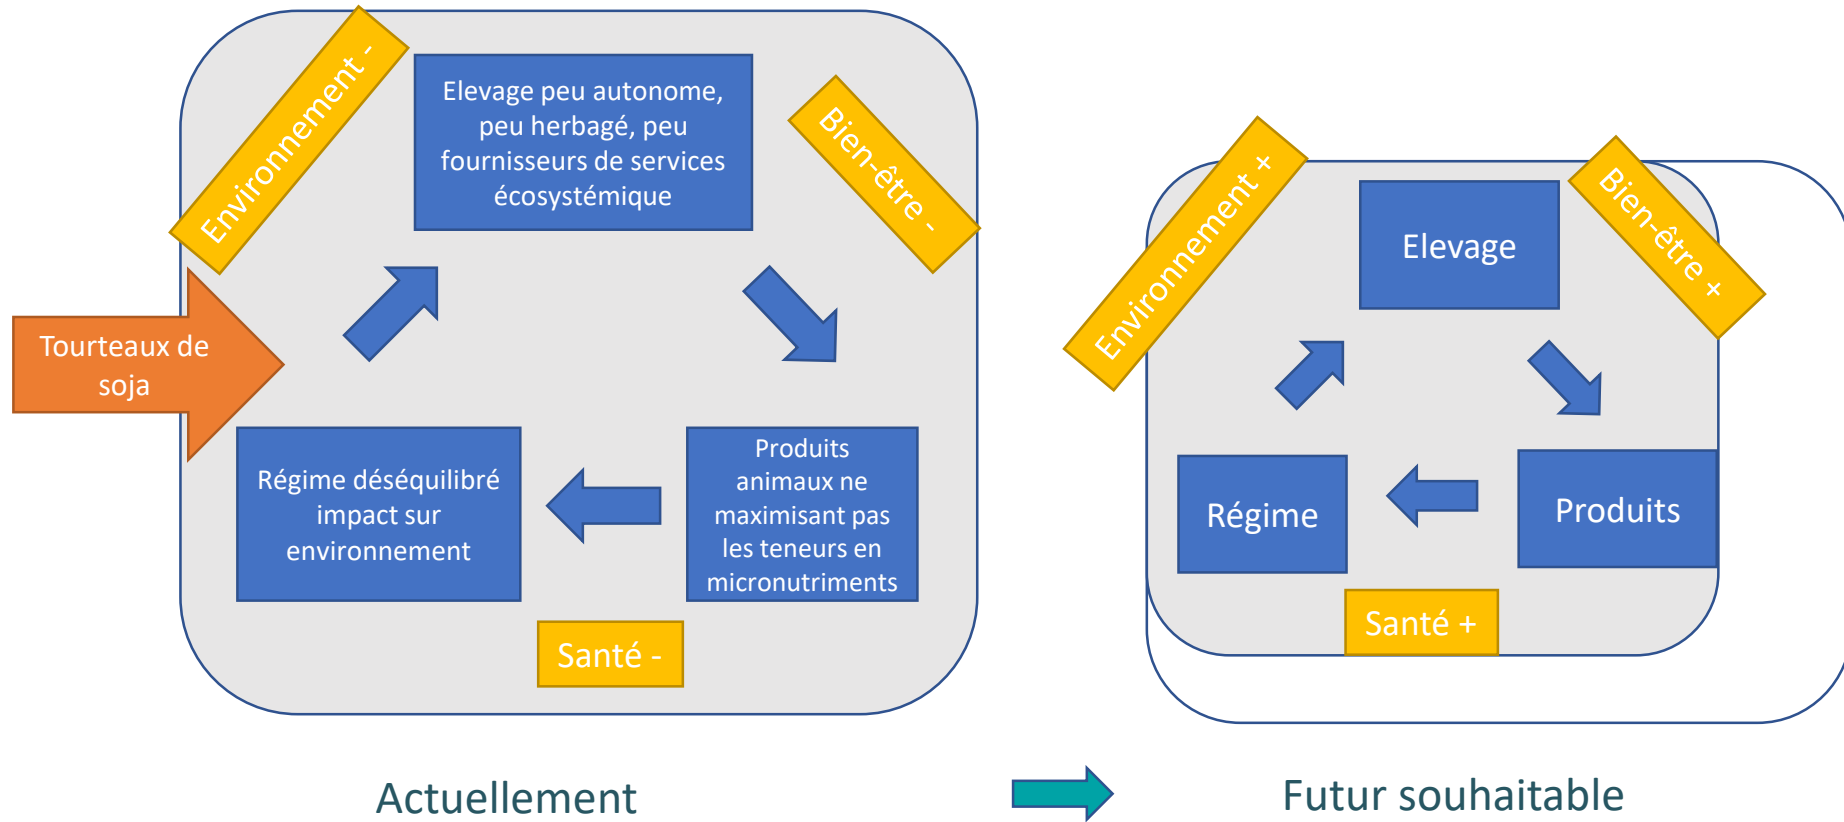 Environnement -
Elevage peu autonome,
peu herbagé, peu
fournisseurs de services
écosystémique
Bien-être -
Tourteaux de
soja
Régime déséquilibré
impact sur
environnement
Produits
animaux ne
maximisant pas
les teneurs en
micronutriments
Santé -
Actuellement
Environnement +
Elevage
Bien-être +
Régime
Produits
Santé +
Futur souhaitable